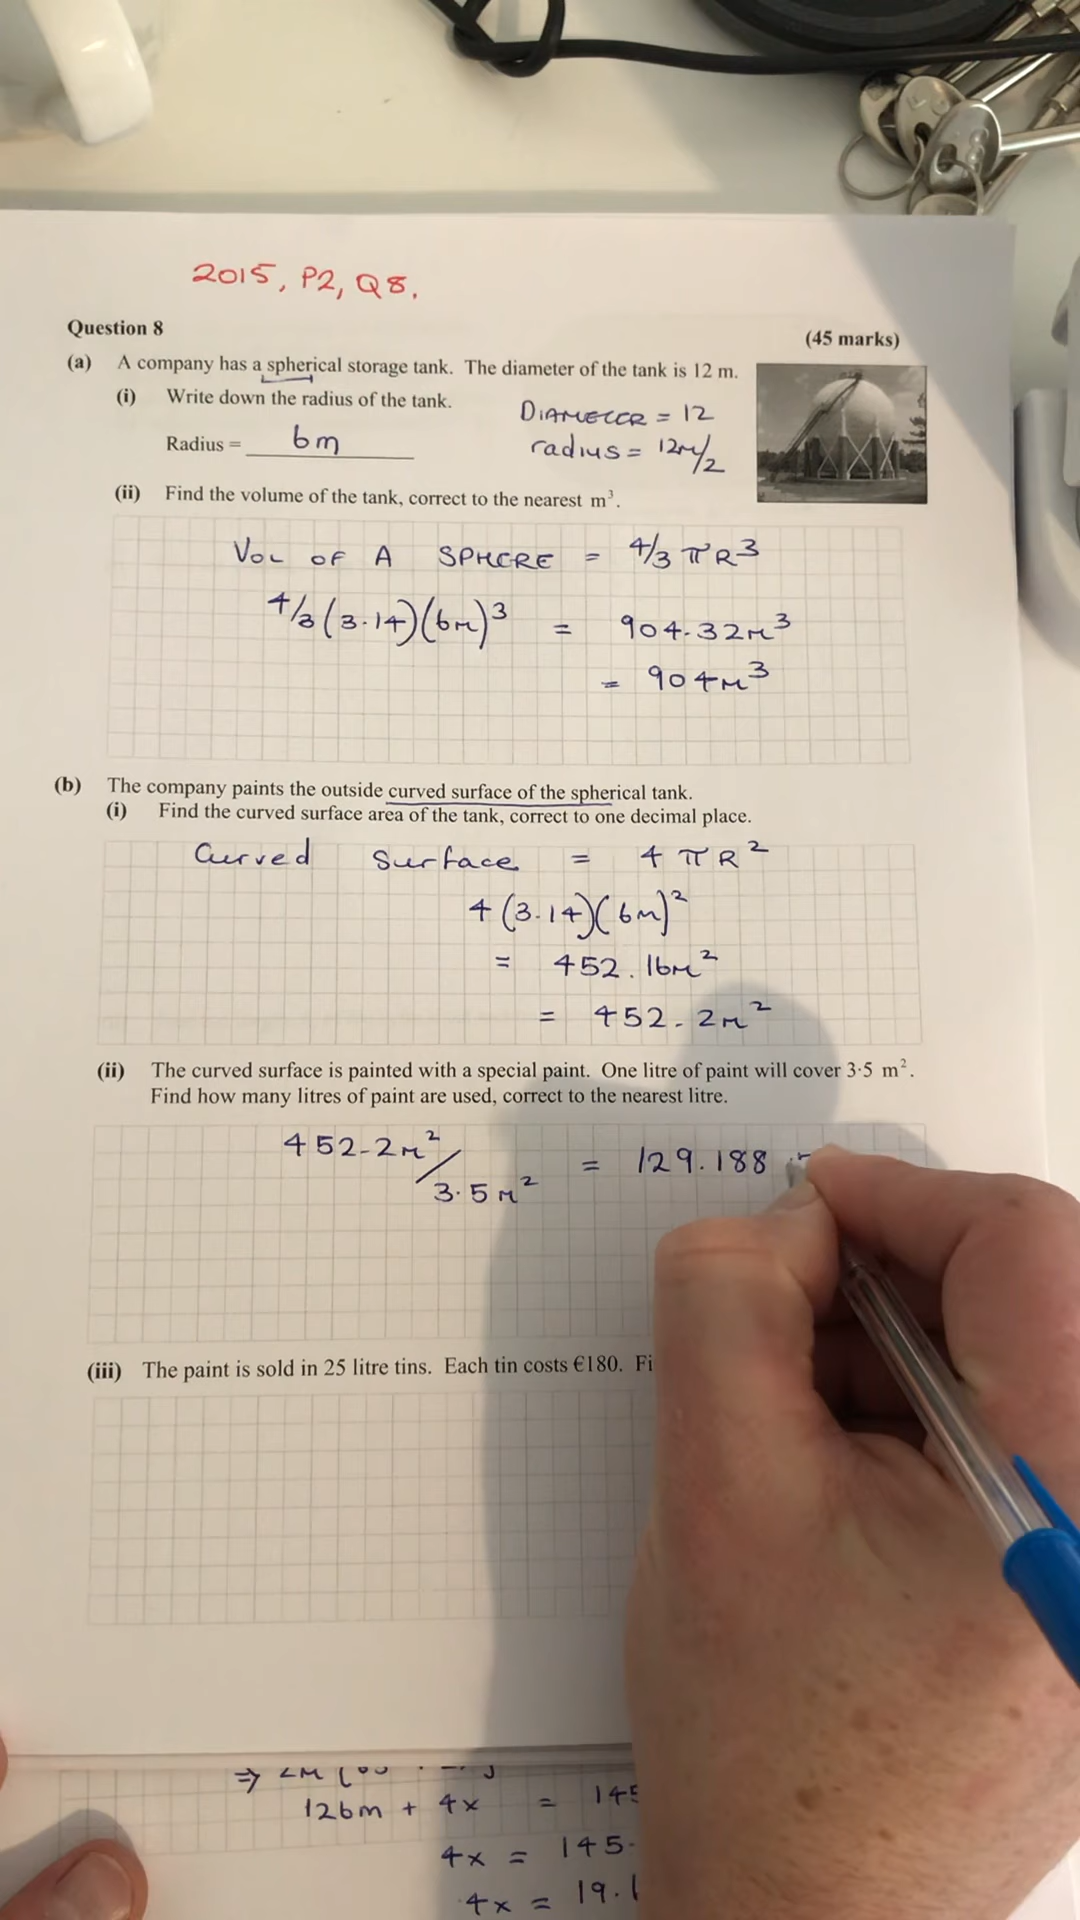 2015, P2, Q8.
Question 8
(45 marks)
(a) A company has a spherical storage tank. The diameter of the tank is 12 m.
(i) Write down the radius of the tank.
DIAMETER = 12
Radius = 6m
radius = 12m/2
(ii) Find the volume of the tank, correct to the nearest m³.
VOL OF A SPHERE = 4/3 π R³
4/3 (3.14)(6m)³ = 904.32m³
= 904m³
(b) The company paints the outside curved surface of the spherical tank.
(i) Find the curved surface area of the tank, correct to one decimal place.
Curved Surface = 4 π R²
4 (3.14)(6m)²
= 452.16m²
= 452.2m²
(ii) The curved surface is painted with a special paint. One litre of paint will cover 3·5 m².
Find how many litres of paint are used, correct to the nearest litre.
452.2m²/3.5m² = 129.188
(iii) The paint is sold in 25 litre tins. Each tin costs €180. Fi
126m + 4x = 145
4x = 145.
4x = 19.1